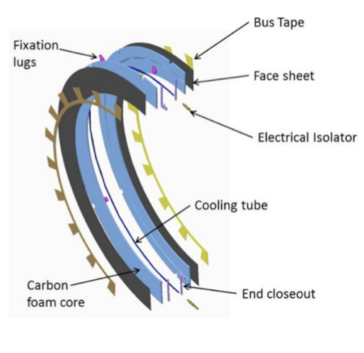 Bus Tape
Fixation
lugs
Face sheet
Electrical Isolator
Cooling tube
Carbon
foam core
End closeout